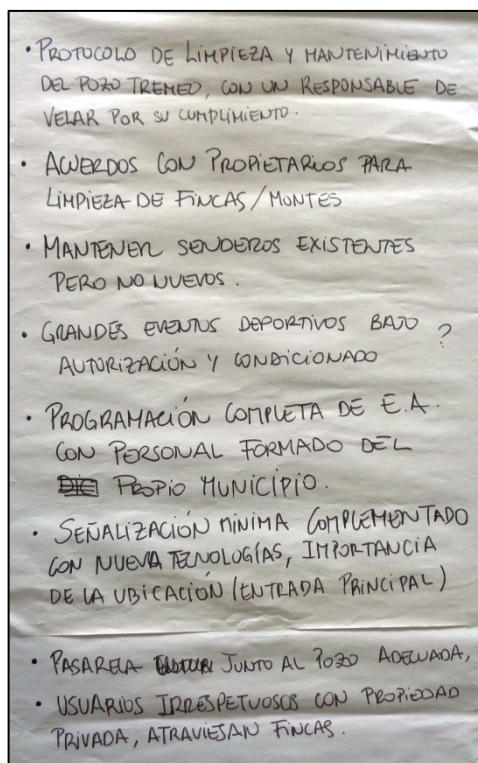 • PROTOCOLO DE LIMPIEZA Y MANTENIMIENTO
DEL POZO TREMEO, CON UN RESPONSABLE DE
VELAR POR SU CUMPLIMIENTO.
• ACUERDOS CON PROPIETARIOS PARA
LIMPIEZA DE FINCAS/MONTES
• MANTENER SENDEROS EXISTENTES
PERO NO NUEVOS.
• GRANDES EVENTOS DEPORTIVOS BAJO ?
AUTORIZACIÓN Y CONDICIONADO
• PROGRAMACIÓN COMPLETA DE E.A.
CON PERSONAL FORMADO DEL
PROPIO MUNICIPIO.
• SEÑALIZACIÓN MÍNIMA COMPLEMENTADO
CON NUEVA TECNOLOGÍAS, IMPORTANCIA
DE LA UBICACIÓN (ENTRADA PRINCIPAL)
• PASARELA JUNTO AL POZO ADECUADA,
• USUARIOS IRRESPETUOSOS CON PROPIEDAD
PRIVADA, ATRAVIESAN FINCAS.